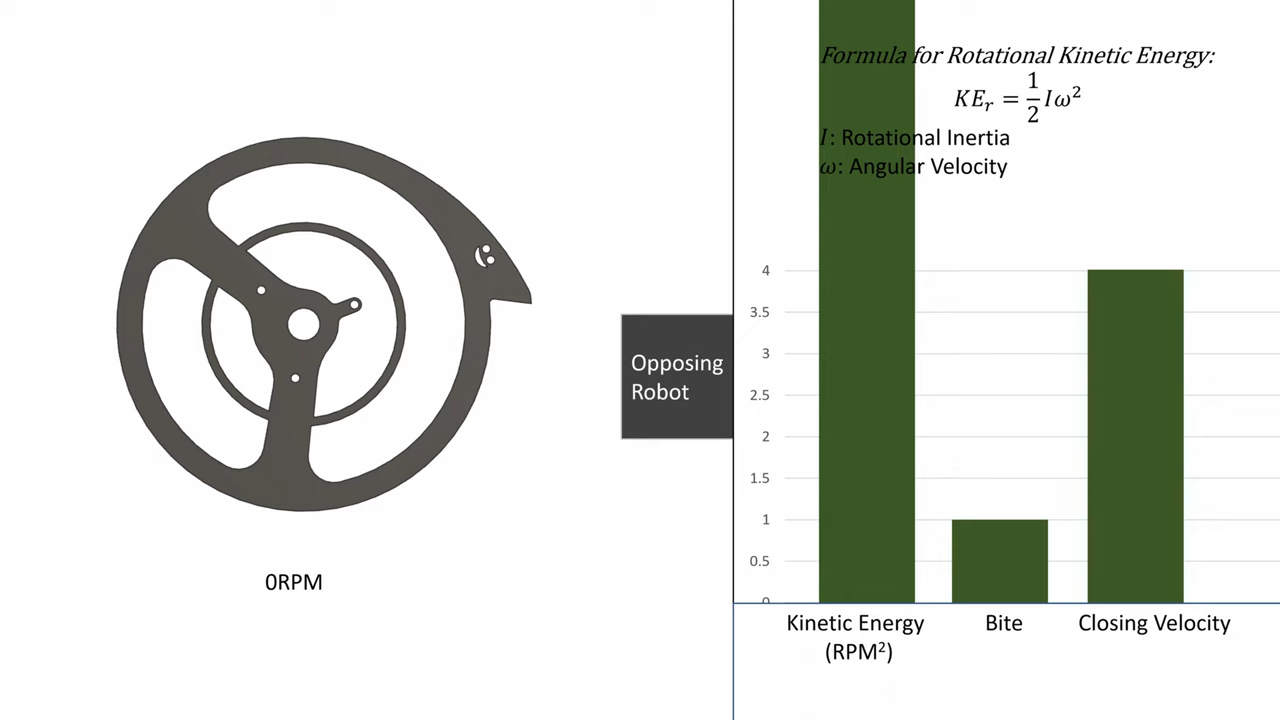 Formula for Rotational Kinetic Energy:
KEᵣ = 1/2 Iω²
I: Rotational Inertia
ω: Angular Velocity
4
3.5
3
2.5
2
1.5
1
0.5
0
Opposing
Robot
0RPM
Kinetic Energy
(RPM²)
Bite
Closing Velocity